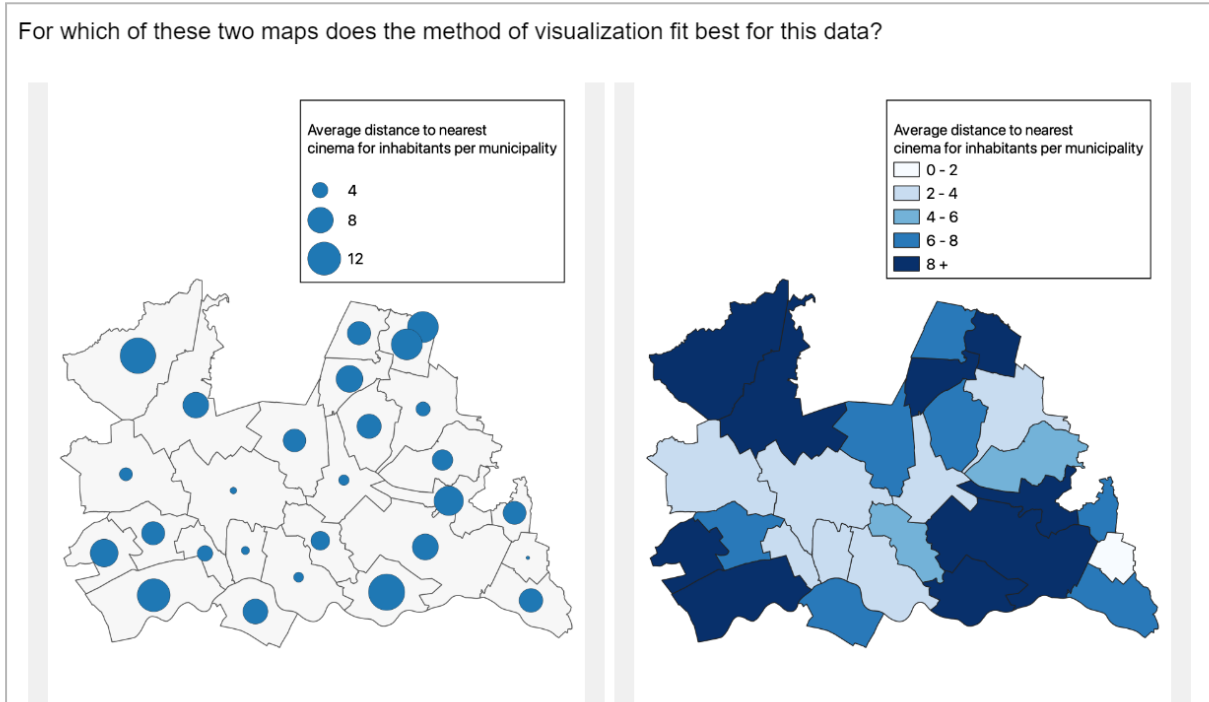 For which of these two maps does the method of visualization fit best for this data?
Average distance to nearest
cinema for inhabitants per municipality
4
8
12
Average distance to nearest
cinema for inhabitants per municipality
0 - 2
2 - 4
4 - 6
6 - 8
8 +